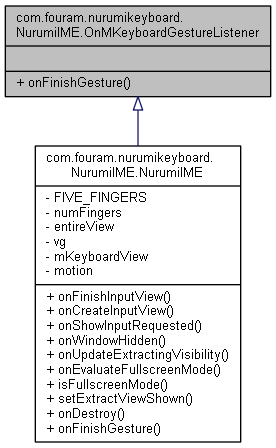 com.fouram.nurumikeyboard.
NurumiIME.OnMKeyboardGestureListener
+ onFinishGesture()
com.fouram.nurumikeyboard.
NurumiIME.NurumiIME
- FIVE_FINGERS
- numFingers
- entireView
- vg
- mKeyboardView
- motion
+ onFinishInputView()
+ onCreateInputView()
+ onShowInputRequested()
+ onWindowHidden()
+ onUpdateExtractingVisibility()
+ onEvaluateFullscreenMode()
+ isFullscreenMode()
+ setExtractViewShown()
+ onDestroy()
+ onFinishGesture()